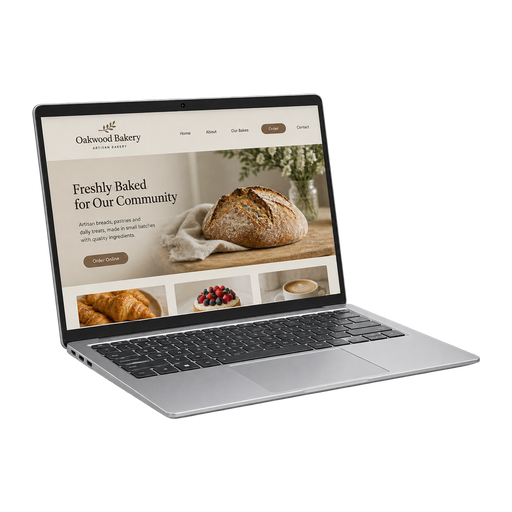 Oakwood Bakery
ARTISAN BAKERY
Home
About
Our Bakes
Order
Contact
Freshly Baked
for Our Community
Artisan breads, pastries and
daily treats, made in small batches
with quality ingredients.
Order Online